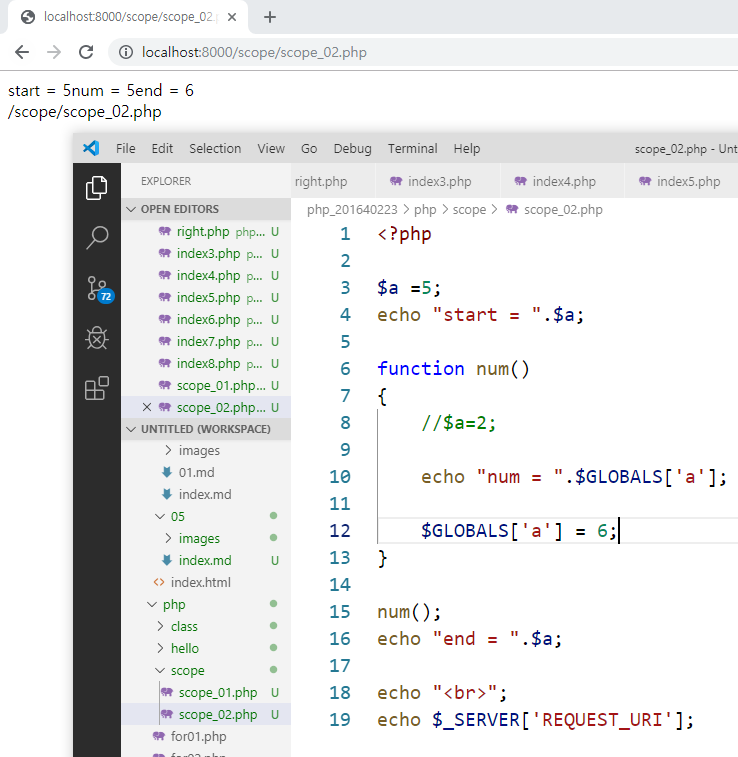 localhost:8000/scope/scope_02.p
localhost:8000/scope/scope_02.php
start = 5num = 5end = 6
/scope/scope_02.php
File Edit Selection View Go Debug Terminal Help scope_02.php - Unt
EXPLORER
right.php index3.php index4.php index5.php
OPEN EDITORS
right.php php... U
index3.php p... U
index4.php p... U
index5.php p... U
index6.php p... U
index7.php p... U
index8.php p... U
scope_01.php... U
scope_02.php... U
UNTITLED (WORKSPACE)
images
01.md
index.md
05
images
index.md U
index.html
php
class
hello
scope
scope_01.php U
scope_02.php U
for01.php
72
php_201640223 > php > scope > scope_02.php
1 <?php
2
3 $a =5;
4 echo "start = ".$a;
5
6 function num()
7 {
8 //$a=2;
9
10 echo "num = ".$GLOBALS['a'];
11
12 $GLOBALS['a'] = 6;
13 }
14
15 num();
16 echo "end = ".$a;
17
18 echo "<br>";
19 echo $_SERVER['REQUEST_URI'];